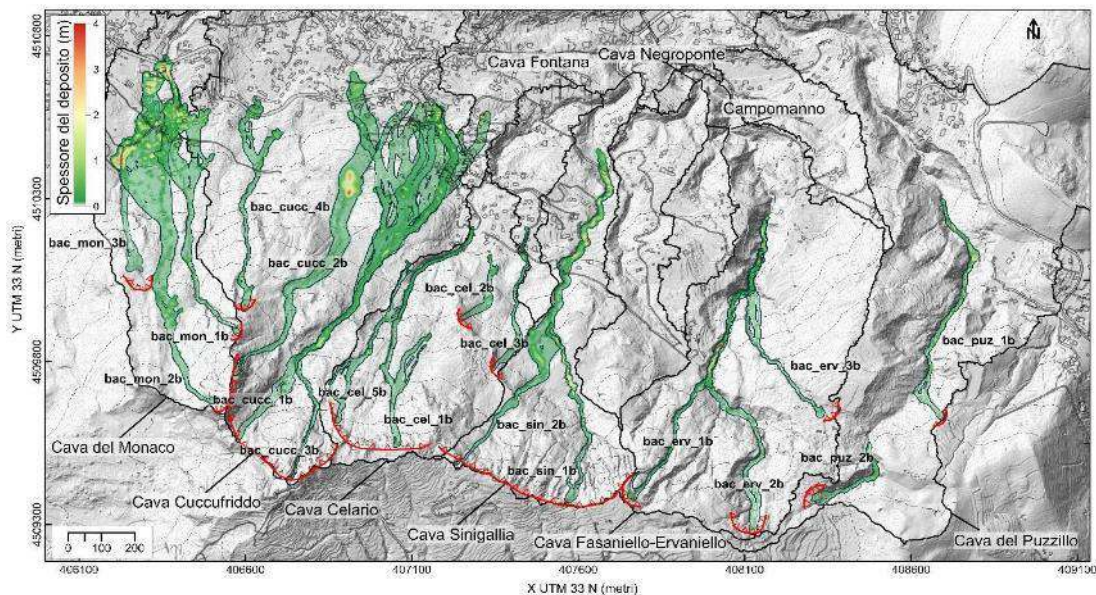 4510800
4510300
4509800
4509300
Y UTM 33 N (metri)
Spessore del deposito (m)
4
3
2
1
0
N
Cava Negroponte
Cava Fontana
Campomanno
bac_cucc_4b
bac_mon_3b
bac_cucc_2b
bac_cel_2b
bac_mon_1b
bac_cel_3b
bac_puz_1b
bac_erv_3b
bac_mon_2b
bac_cucc_1b
bac_cel_5b
bac_cel_1b
bac_sin_2b
bac_erv_1b
Cava del Monaco
bac_cucc_3b
bac_sin_1b
bac_puz_2b
bac_erv_2b
Cava Cuccufriddo
Cava Celario
Cava Sinigallia
Cava Fasaniello-Ervaniello
Cava del Puzzillo
0 200
406600 407100 407600 408100 408600 409100
X UTM 33 N (metri)